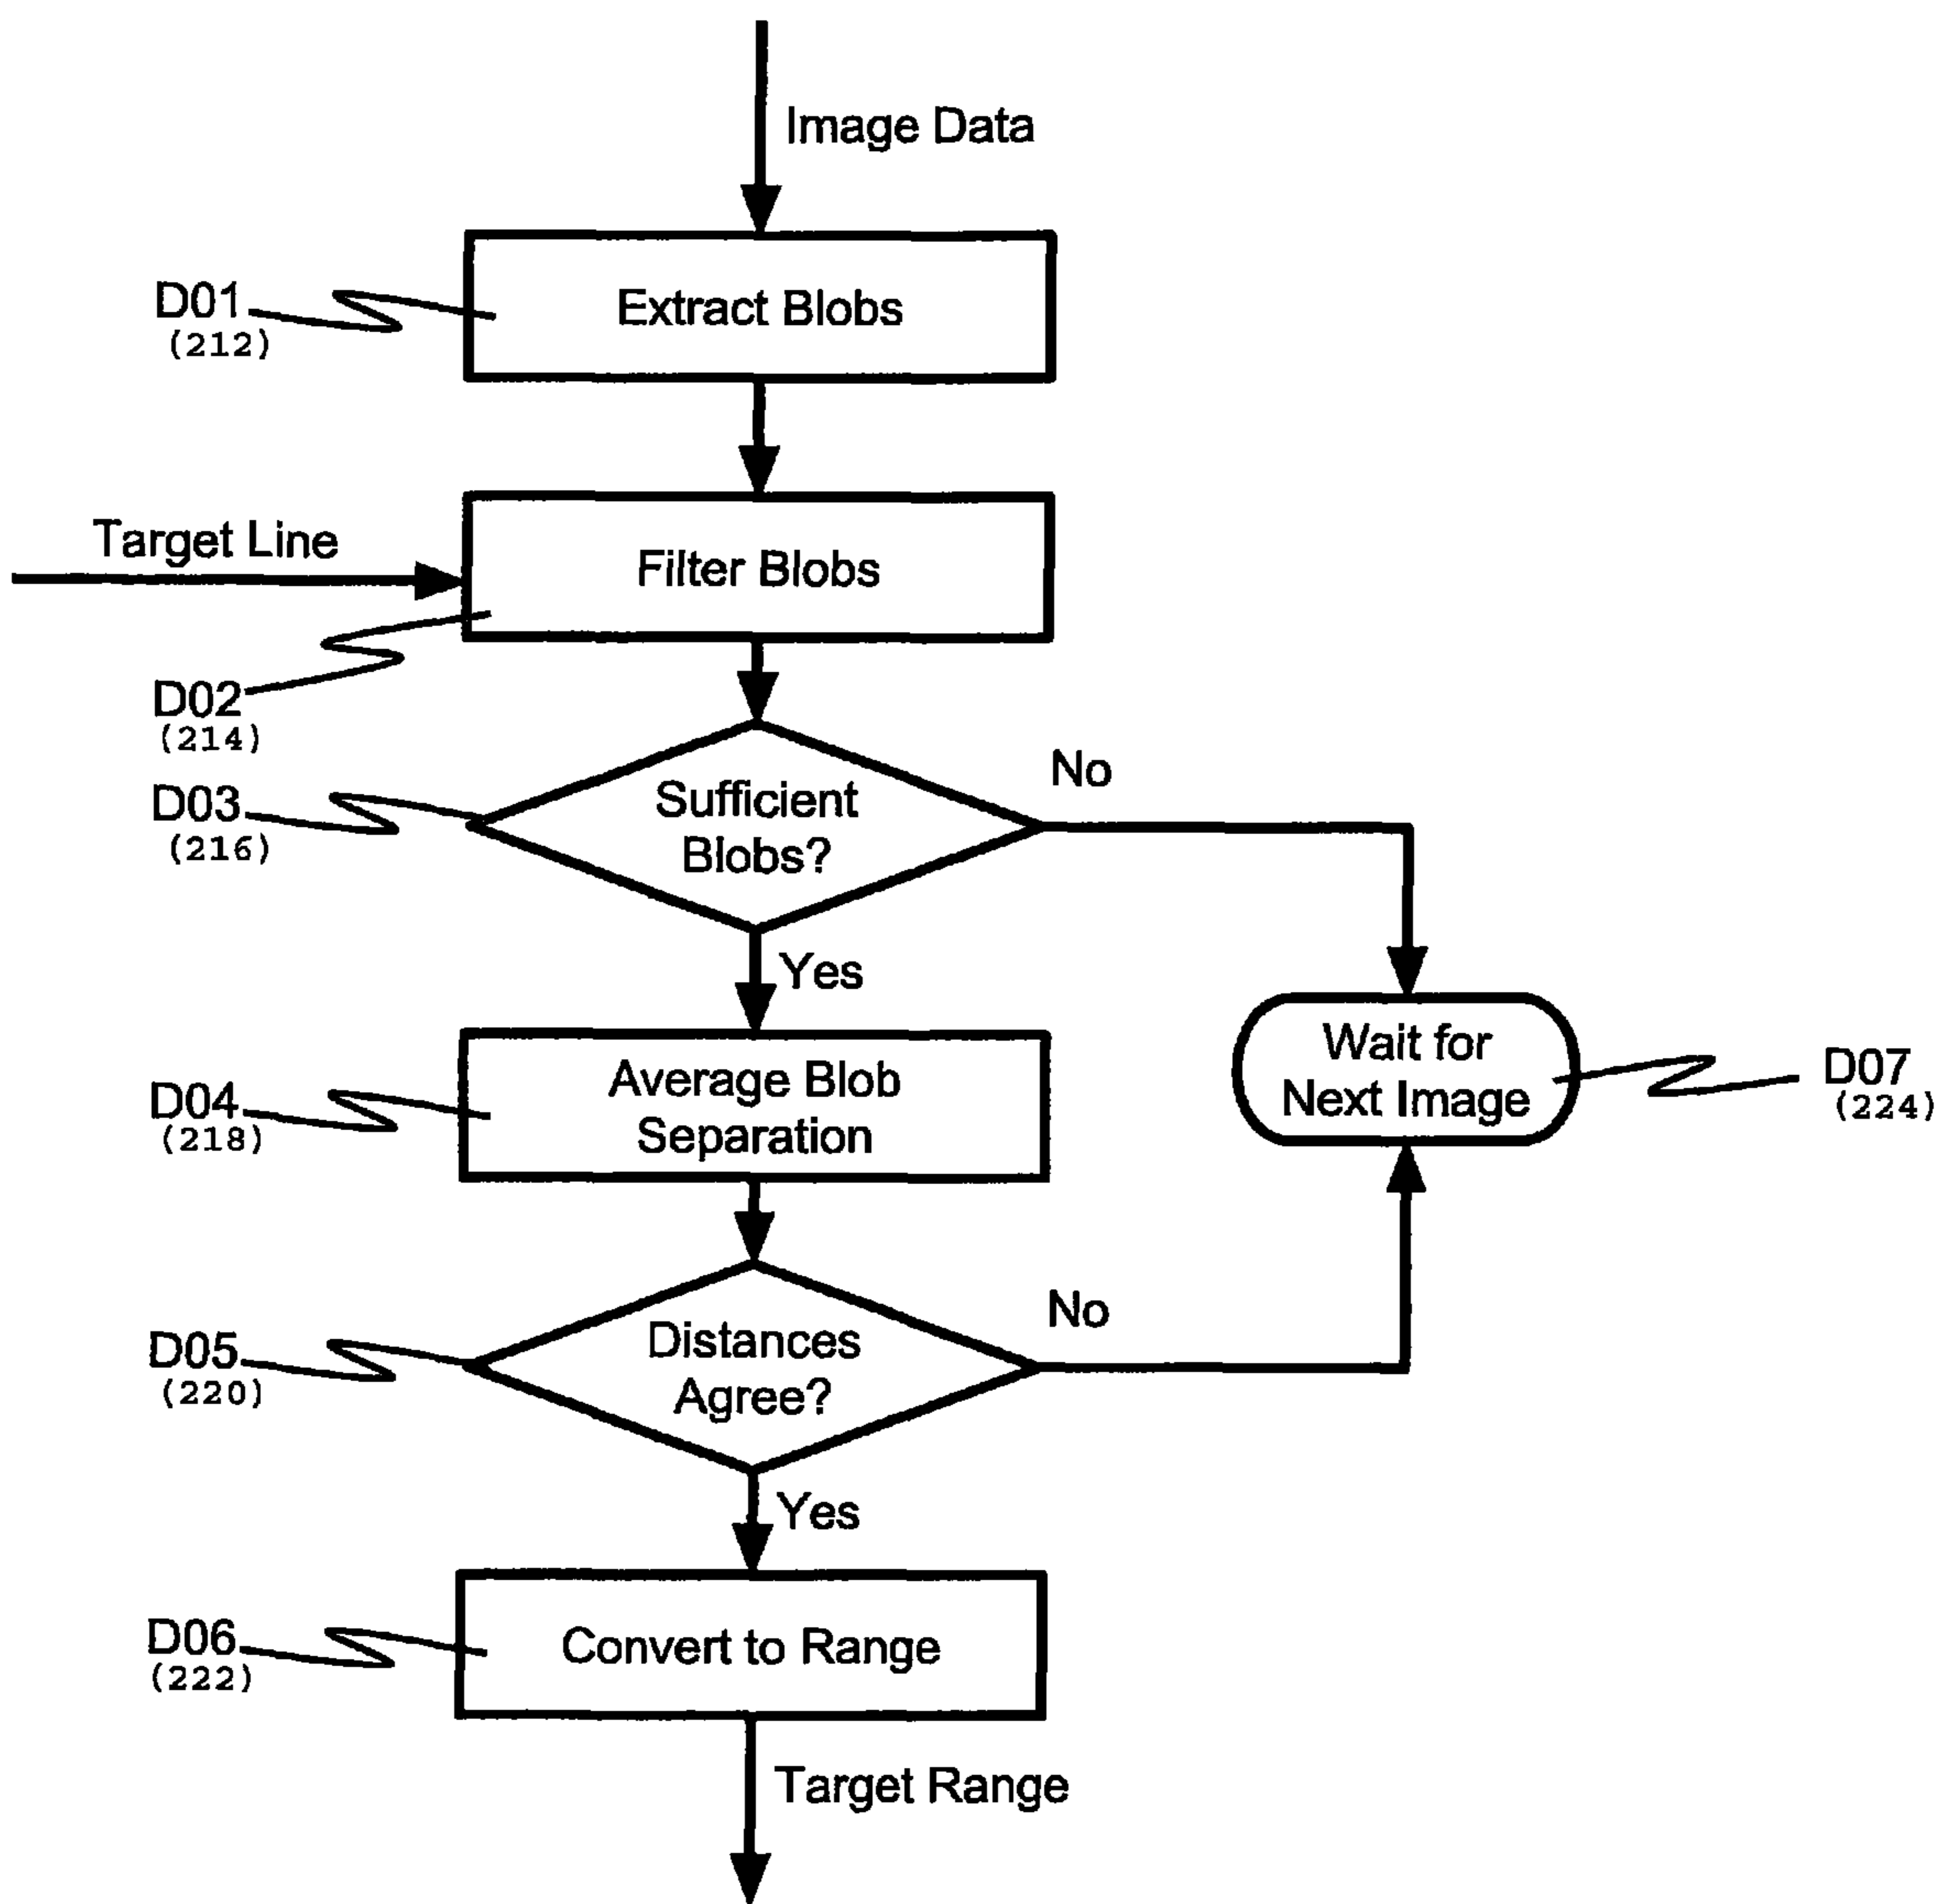 Image Data
D01
(212)
Extract Blobs
Target Line
Filter Blobs
D02
(214)
D03
(216)
Sufficient
Blobs?
No
Yes
D04
(218)
Average Blob
Separation
Wait for
Next Image
D07
(224)
D05
(220)
Distances
Agree?
No
Yes
D06
(222)
Convert to Range
Target Range